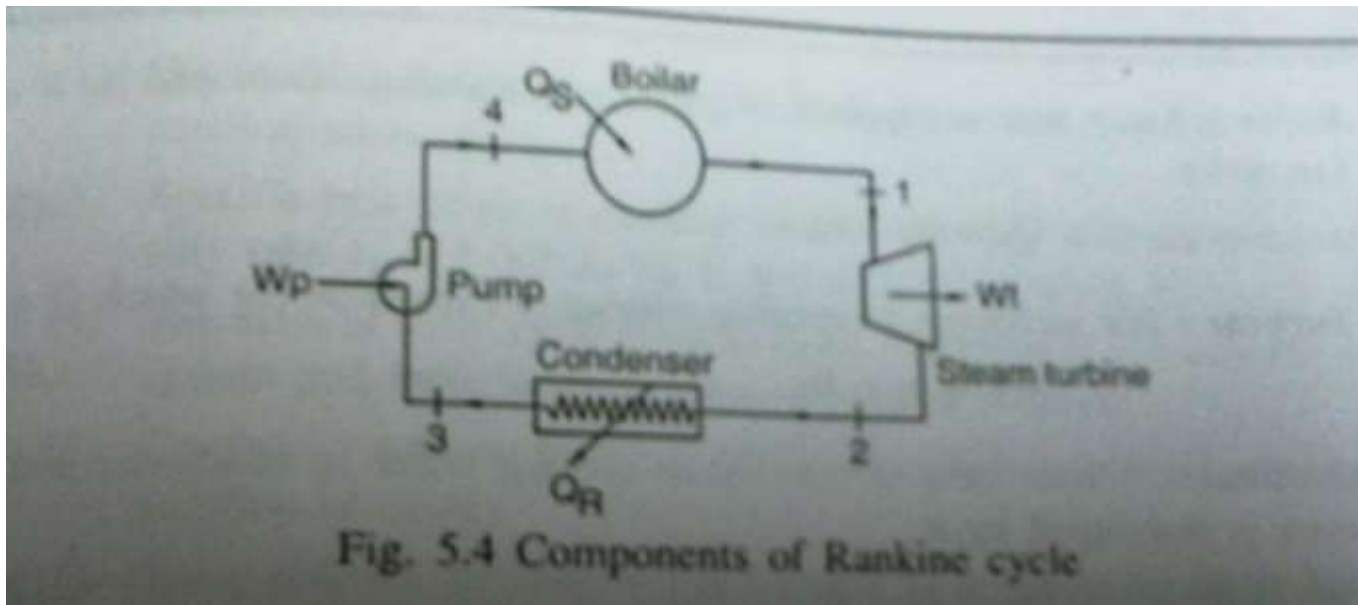 QS Boilar
4
1
Wp Pump
Wt
Condenser
Steam turbine
3
2
QR
Fig. 5.4 Components of Rankine cycle